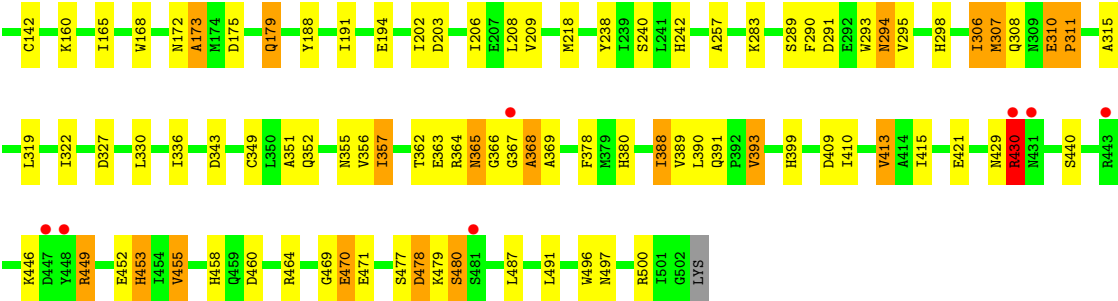 C142 K160 I165 W168 N172 A173 M174 D175 Q179 Y188 I191 E194 I202 D203 I206 E207 L208 V209 M218 Y238 I239 S240 L241 H242 A257 K283 S289 F290 D291 E292 W293 N294 V295 H298 I306 M307 Q308 N309 E310 P311 A315
L319 I322 D327 L330 I336 D343 C349 L350 A351 Q352 N355 V356 I357 T362 E363 R364 N365 G366 G367 A368 A369 F378 M379 H380 I388 V389 L390 Q391 P392 V393 H399 D409 I410 V413 A414 I415 E421 N429 R430 N431 S440 R443
K446 D447 Y448 R449 E452 H453 I454 V455 H458 Q459 D460 R464 G469 E470 E471 S477 D478 K479 S480 S481 L487 L491 W496 N497 R500 I501 G502 LYS